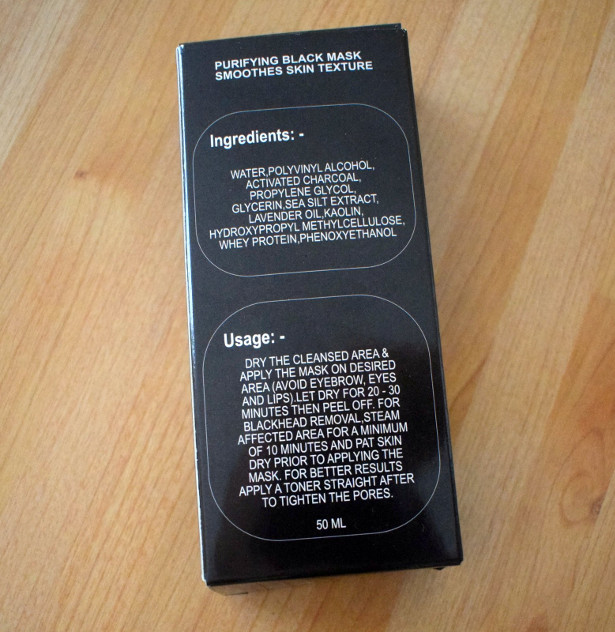 PURIFYING BLACK MASK
SMOOTHES SKIN TEXTURE
Ingredients: -
WATER,POLYVINYL ALCOHOL,
ACTIVATED CHARCOAL,
PROPYLENE GLYCOL,
GLYCERIN,SEA SILT EXTRACT,
LAVENDER OIL,KAOLIN,
HYDROXYPROPYL METHYLCELLULOSE,
WHEY PROTEIN,PHENOXYETHANOL
Usage: -
DRY THE CLEANSED AREA &
APPLY THE MASK ON DESIRED
AREA (AVOID EYEBROW, EYES
AND LIPS).LET DRY FOR 20 - 30
MINUTES THEN PEEL OFF. FOR
BLACKHEAD REMOVAL,STEAM
AFFECTED AREA FOR A MINIMUM
OF 10 MINUTES AND PAT SKIN
DRY PRIOR TO APPLYING THE
MASK. FOR BETTER RESULTS
APPLY A TONER STRAIGHT AFTER
TO TIGHTEN THE PORES.
50 ML